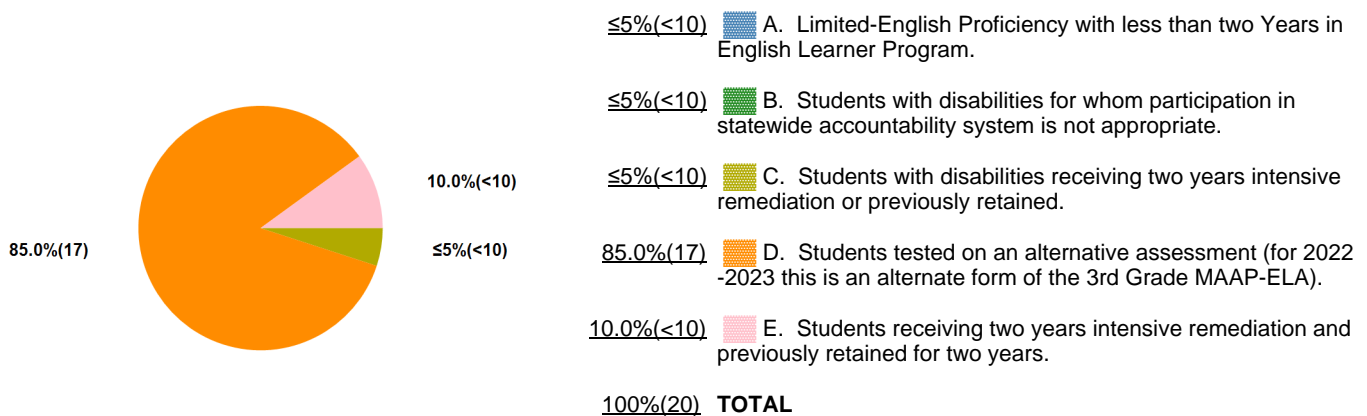 85.0%(17)
10.0%(<10)
≤5%(<10)
≤5%(<10) A. Limited-English Proficiency with less than two Years in
English Learner Program.
≤5%(<10) B. Students with disabilities for whom participation in
statewide accountability system is not appropriate.
≤5%(<10) C. Students with disabilities receiving two years intensive
remediation or previously retained.
85.0%(17) D. Students tested on an alternative assessment (for 2022
-2023 this is an alternate form of the 3rd Grade MAAP-ELA).
10.0%(<10) E. Students receiving two years intensive remediation and
previously retained for two years.
100%(20) TOTAL